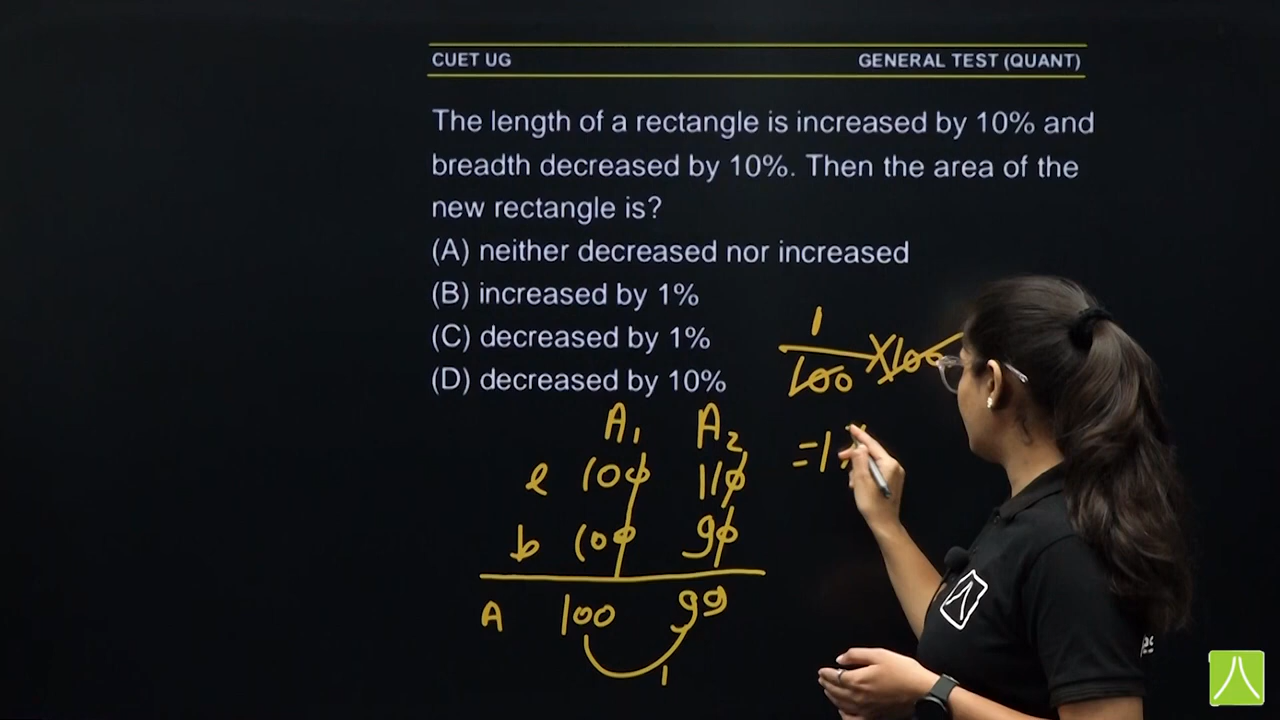 CUET UG GENERAL TEST (QUANT)
The length of a rectangle is increased by 10% and
breadth decreased by 10%. Then the area of the
new rectangle is?
(A) neither decreased nor increased
(B) increased by 1%
(C) decreased by 1%
(D) decreased by 10%
1
100 × 100
= 1%
A1 A2
l 100 110
b 100 90
A 100 99
1